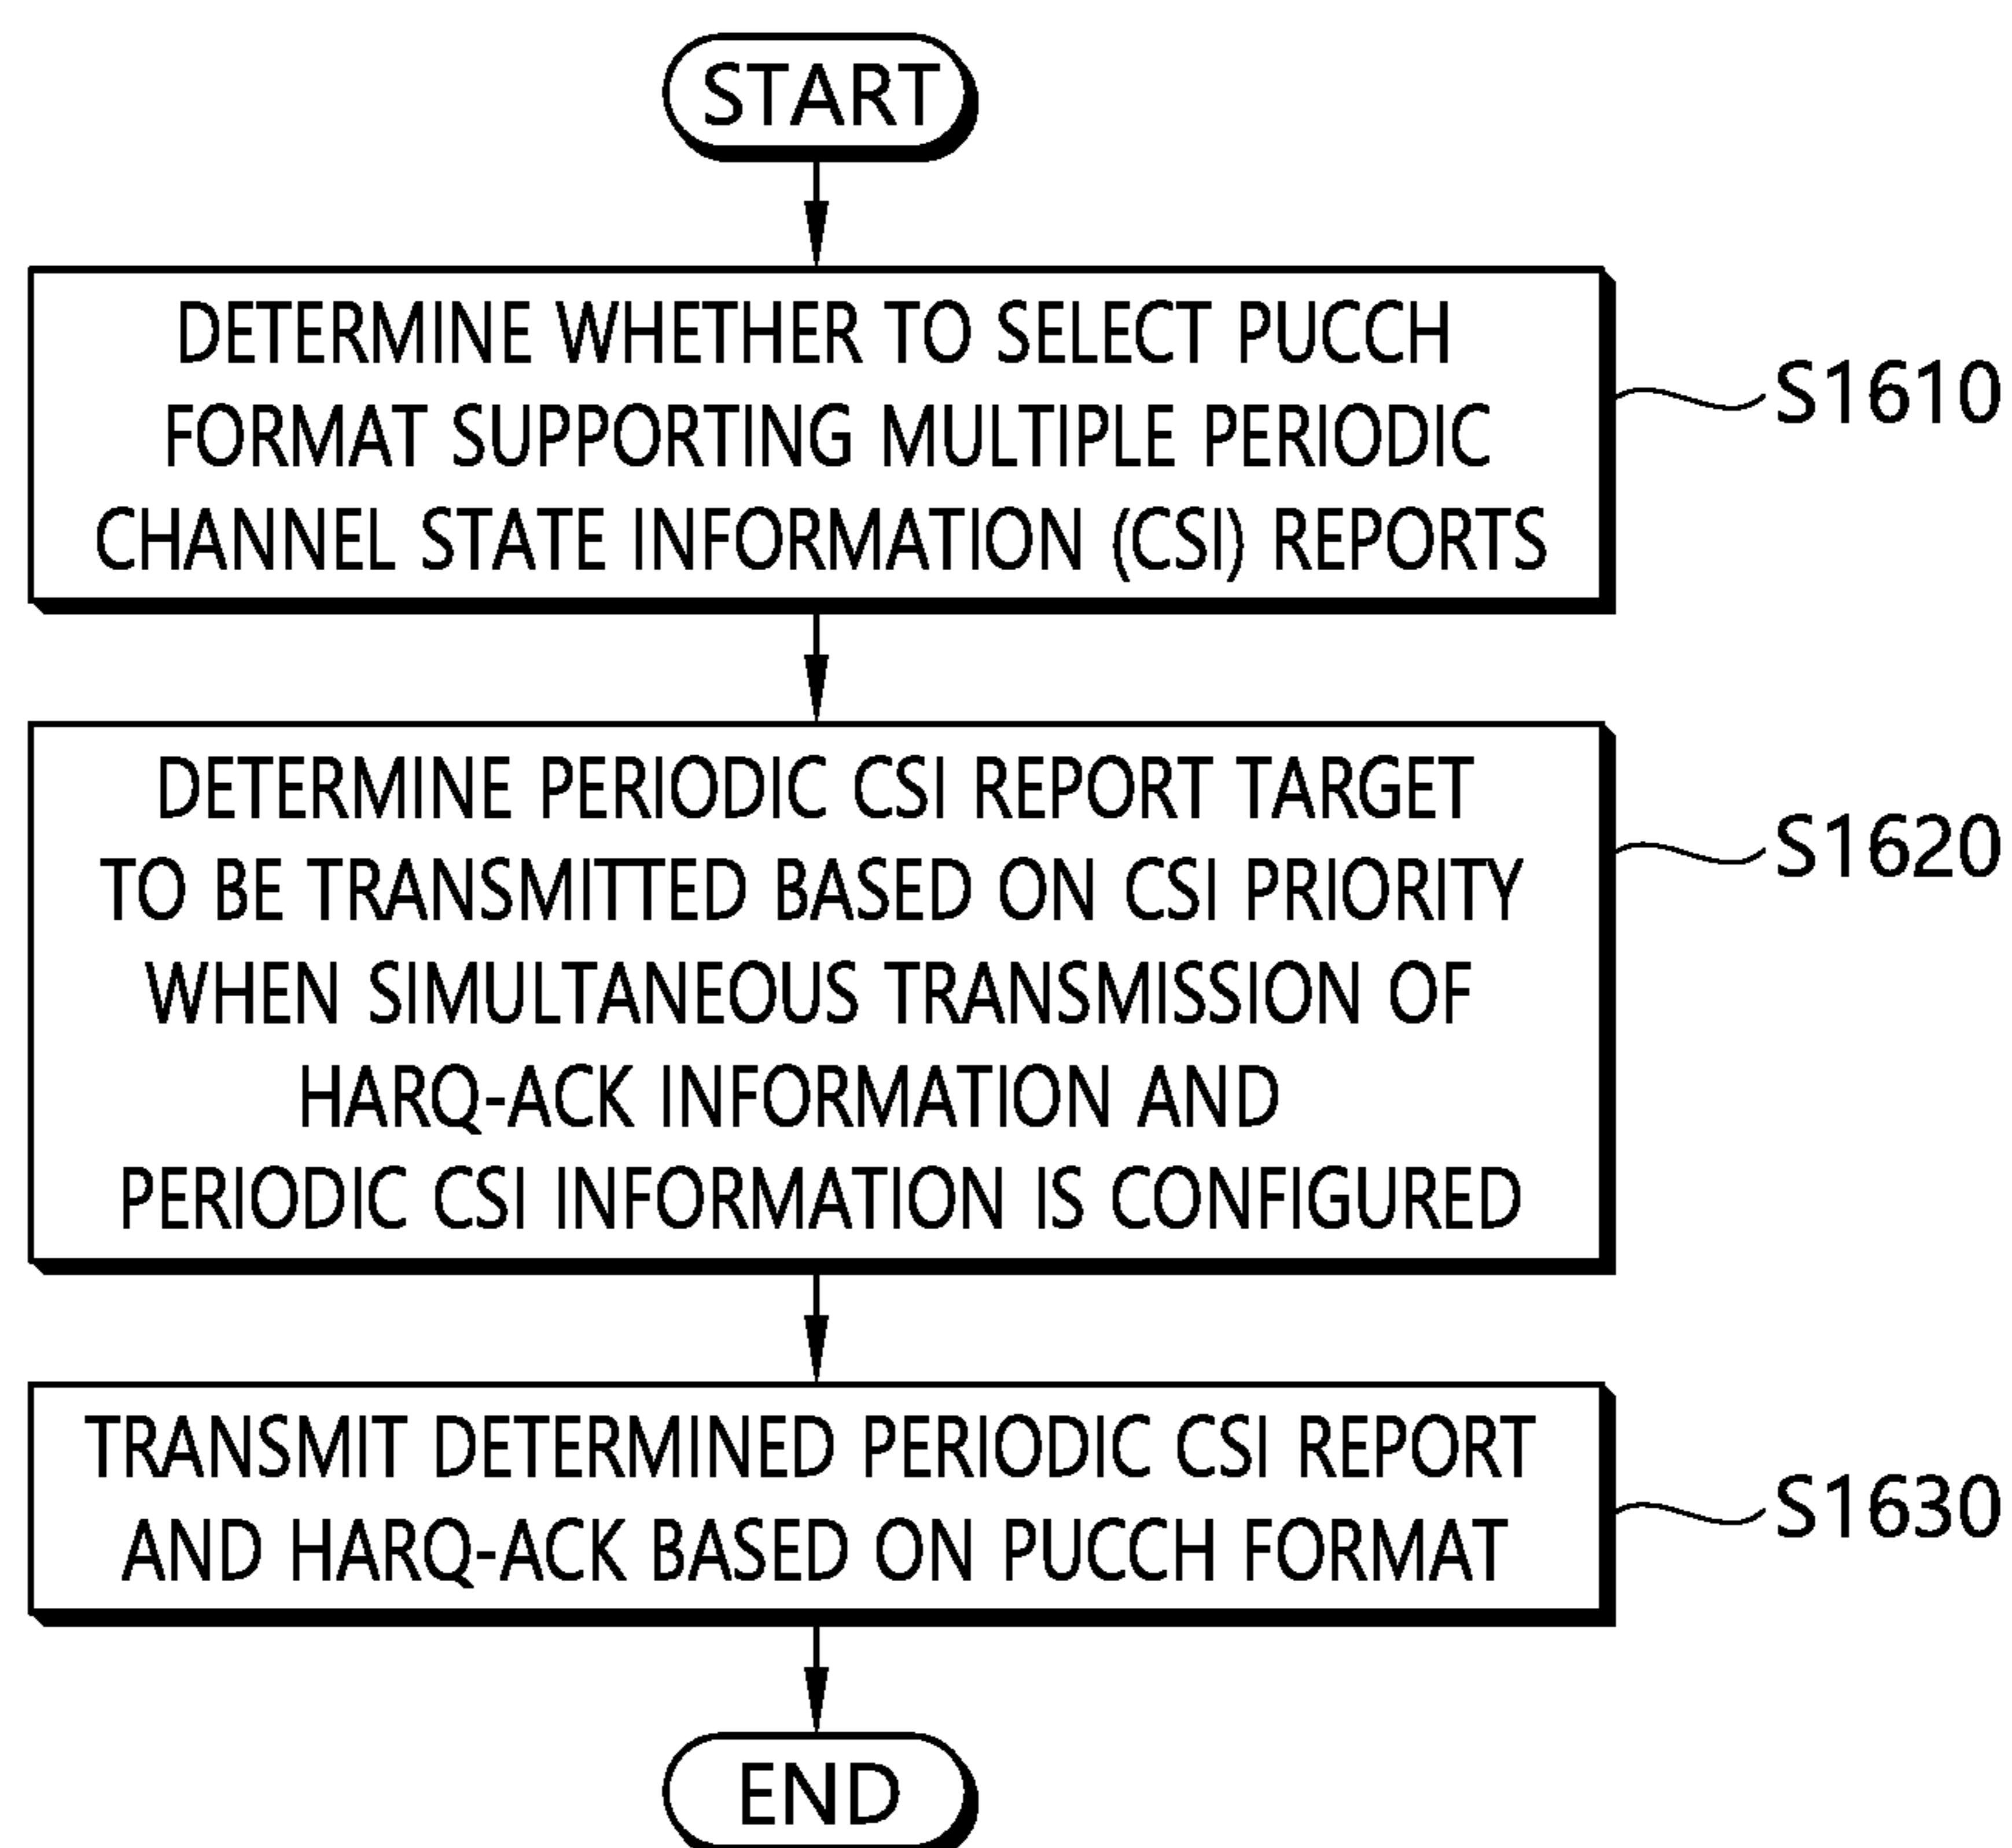 START
DETERMINE WHETHER TO SELECT PUCCH
FORMAT SUPPORTING MULTIPLE PERIODIC
CHANNEL STATE INFORMATION (CSI) REPORTS
S1610
DETERMINE PERIODIC CSI REPORT TARGET
TO BE TRANSMITTED BASED ON CSI PRIORITY
WHEN SIMULTANEOUS TRANSMISSION OF
HARQ-ACK INFORMATION AND
PERIODIC CSI INFORMATION IS CONFIGURED
S1620
TRANSMIT DETERMINED PERIODIC CSI REPORT
AND HARQ-ACK BASED ON PUCCH FORMAT
S1630
END